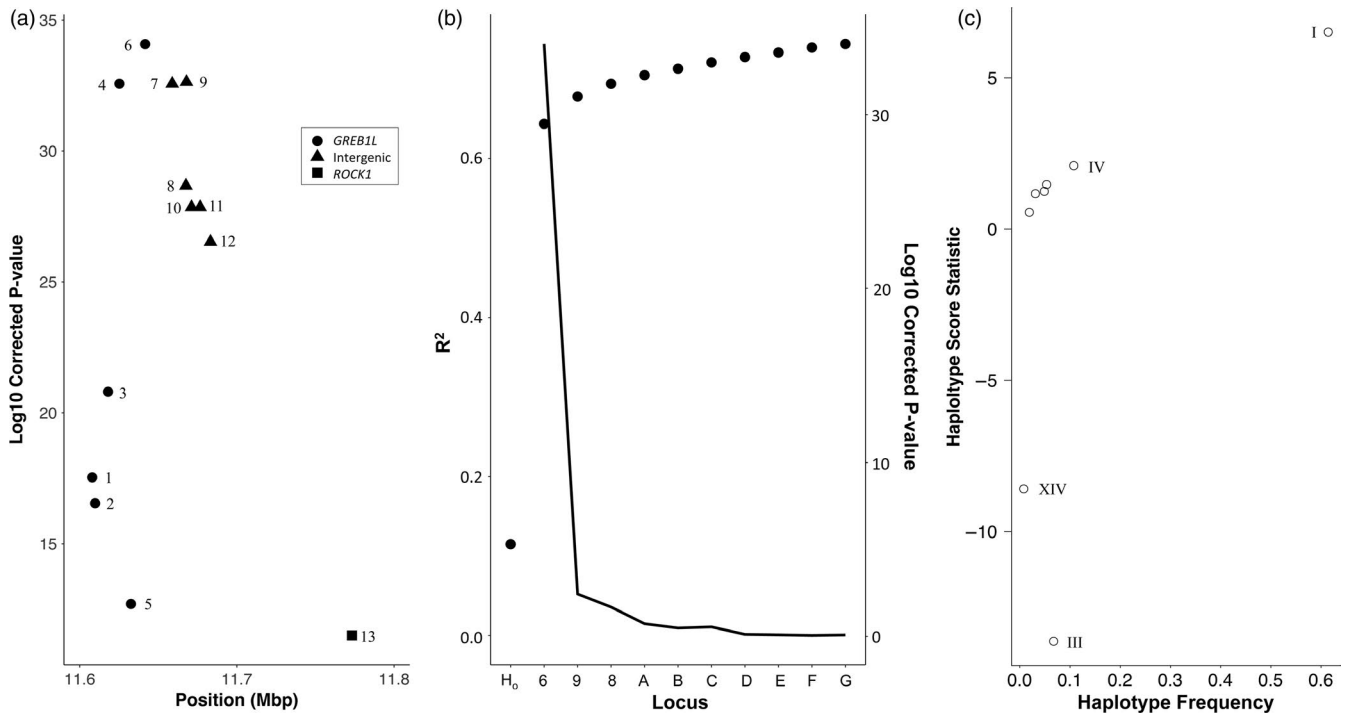 (a)
35
30
25
20
15
Log10 Corrected P-value
6
4
7
9
8
10
11
12
3
1
2
5
13
GREB1L
Intergenic
ROCK1
11.6
11.7
11.8
Position (Mbp)
(b)
0.6
0.4
0.2
0.0
R²
30
20
10
0
Log10 Corrected P-value
H₀ 6 9 8 A B C D E F G
Locus
(c)
5
0
−5
−10
Haploltype Score Statistic
I
IV
XIV
III
0.0 0.1 0.2 0.3 0.4 0.5 0.6
Haplotype Frequency